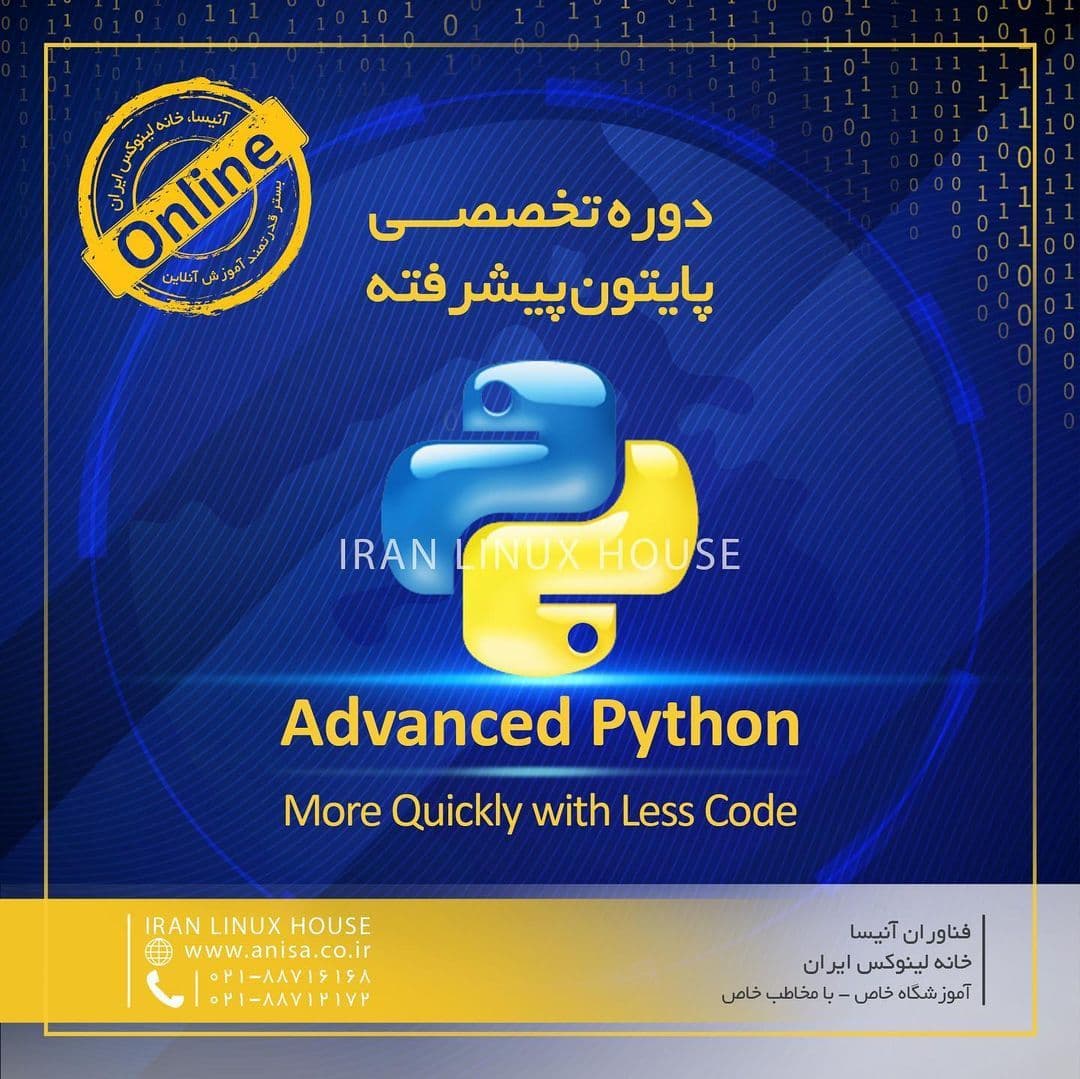 آنیسا، خانه لینوکس ایران
Online
بستر قدرتمند آموزش آنلاین
دوره تخصصی
پایتون پیشرفته
IRAN LINUX HOUSE
Advanced Python
More Quickly with Less Code
IRAN LINUX HOUSE
www.anisa.co.ir
۰۲۱-۸۸۷۱۶۱۶۸
۰۲۱-۸۸۷۱۲۱۷۲
فناوران آنیسا
خانه لینوکس ایران
آموزشگاه خاص - با مخاطب خاص